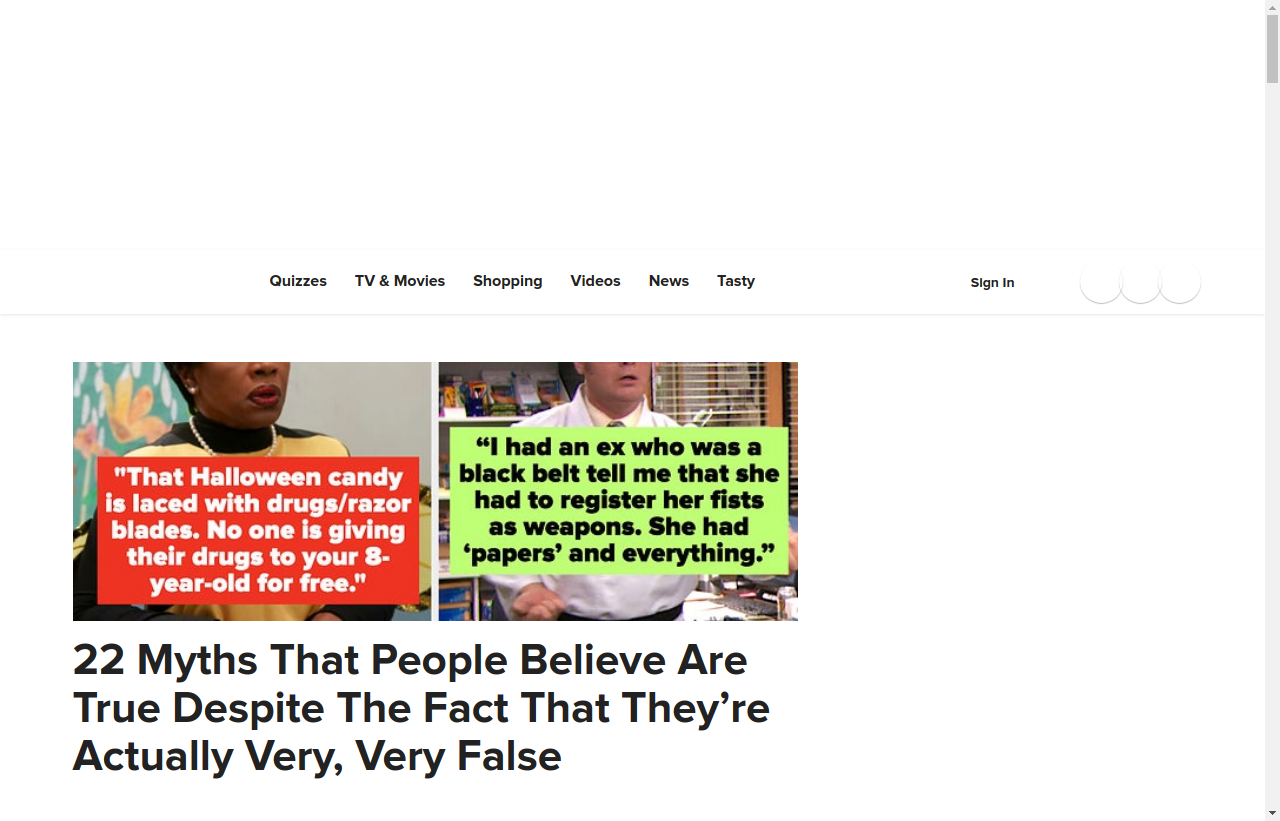 Quizzes TV & Movies Shopping Videos News Tasty Sign In
"That Halloween candy
is laced with drugs/razor
blades. No one is giving
their drugs to your 8-
year-old for free."
“I had an ex who was a
black belt tell me that she
had to register her fists
as weapons. She had
‘papers’ and everything.”
22 Myths That People Believe Are
True Despite The Fact That They’re
Actually Very, Very False